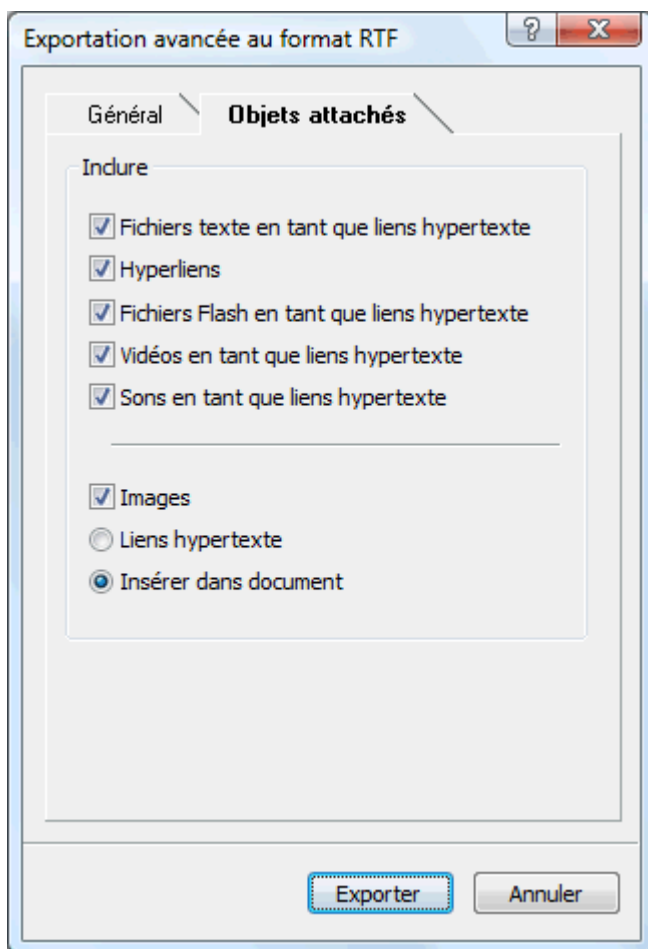 Exportation avancée au format RTF
Général
Objets attachés
Inclure
Fichiers texte en tant que liens hypertexte
Hyperliens
Fichiers Flash en tant que liens hypertexte
Vidéos en tant que liens hypertexte
Sons en tant que liens hypertexte
Images
Liens hypertexte
Insérer dans document
Exporter
Annuler